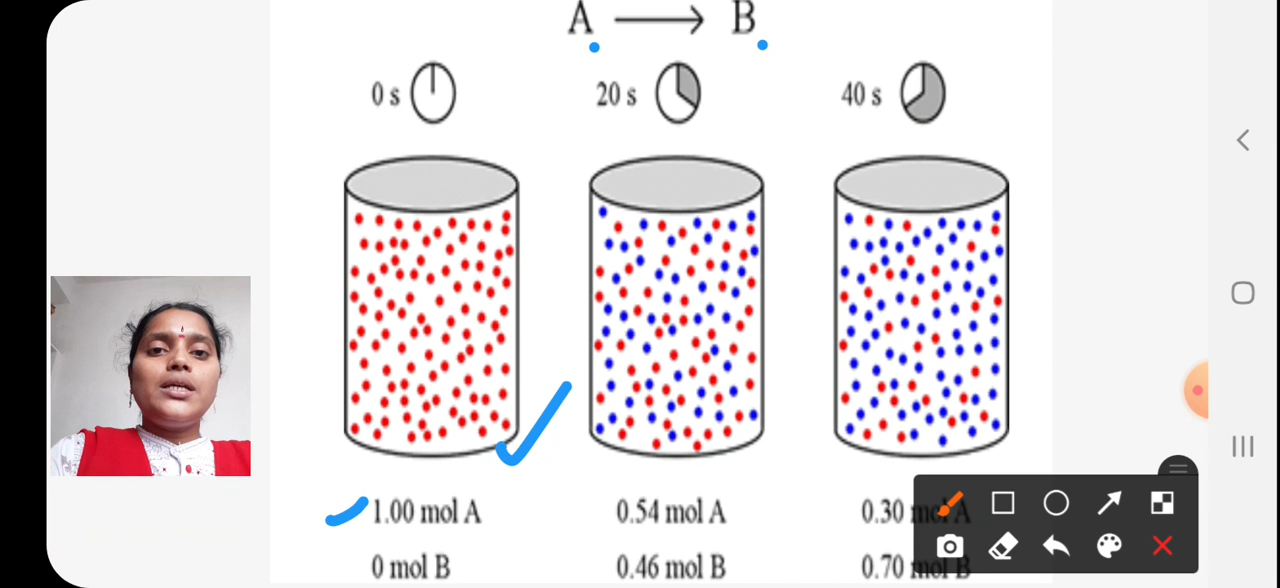 A → B
0 s 20 s 40 s
1.00 mol A 0.54 mol A 0.30 mol A
0 mol B 0.46 mol B 0.70 mol B